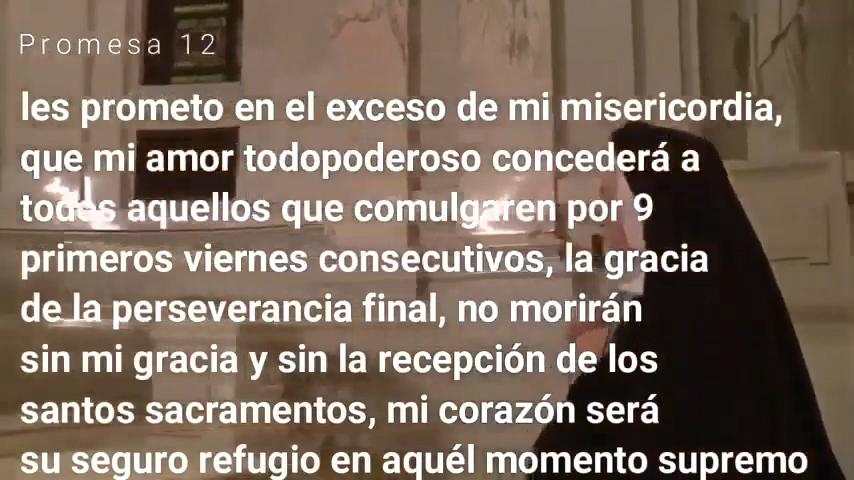 Promesa 12
les prometo en el exceso de mi misericordia,
que mi amor todopoderoso concederá a
todos aquellos que comulgaren por 9
primeros viernes consecutivos, la gracia
de la perseverancia final, no morirán
sin mi gracia y sin la recepción de los
santos sacramentos, mi corazón será
su seguro refugio en aquél momento supremo